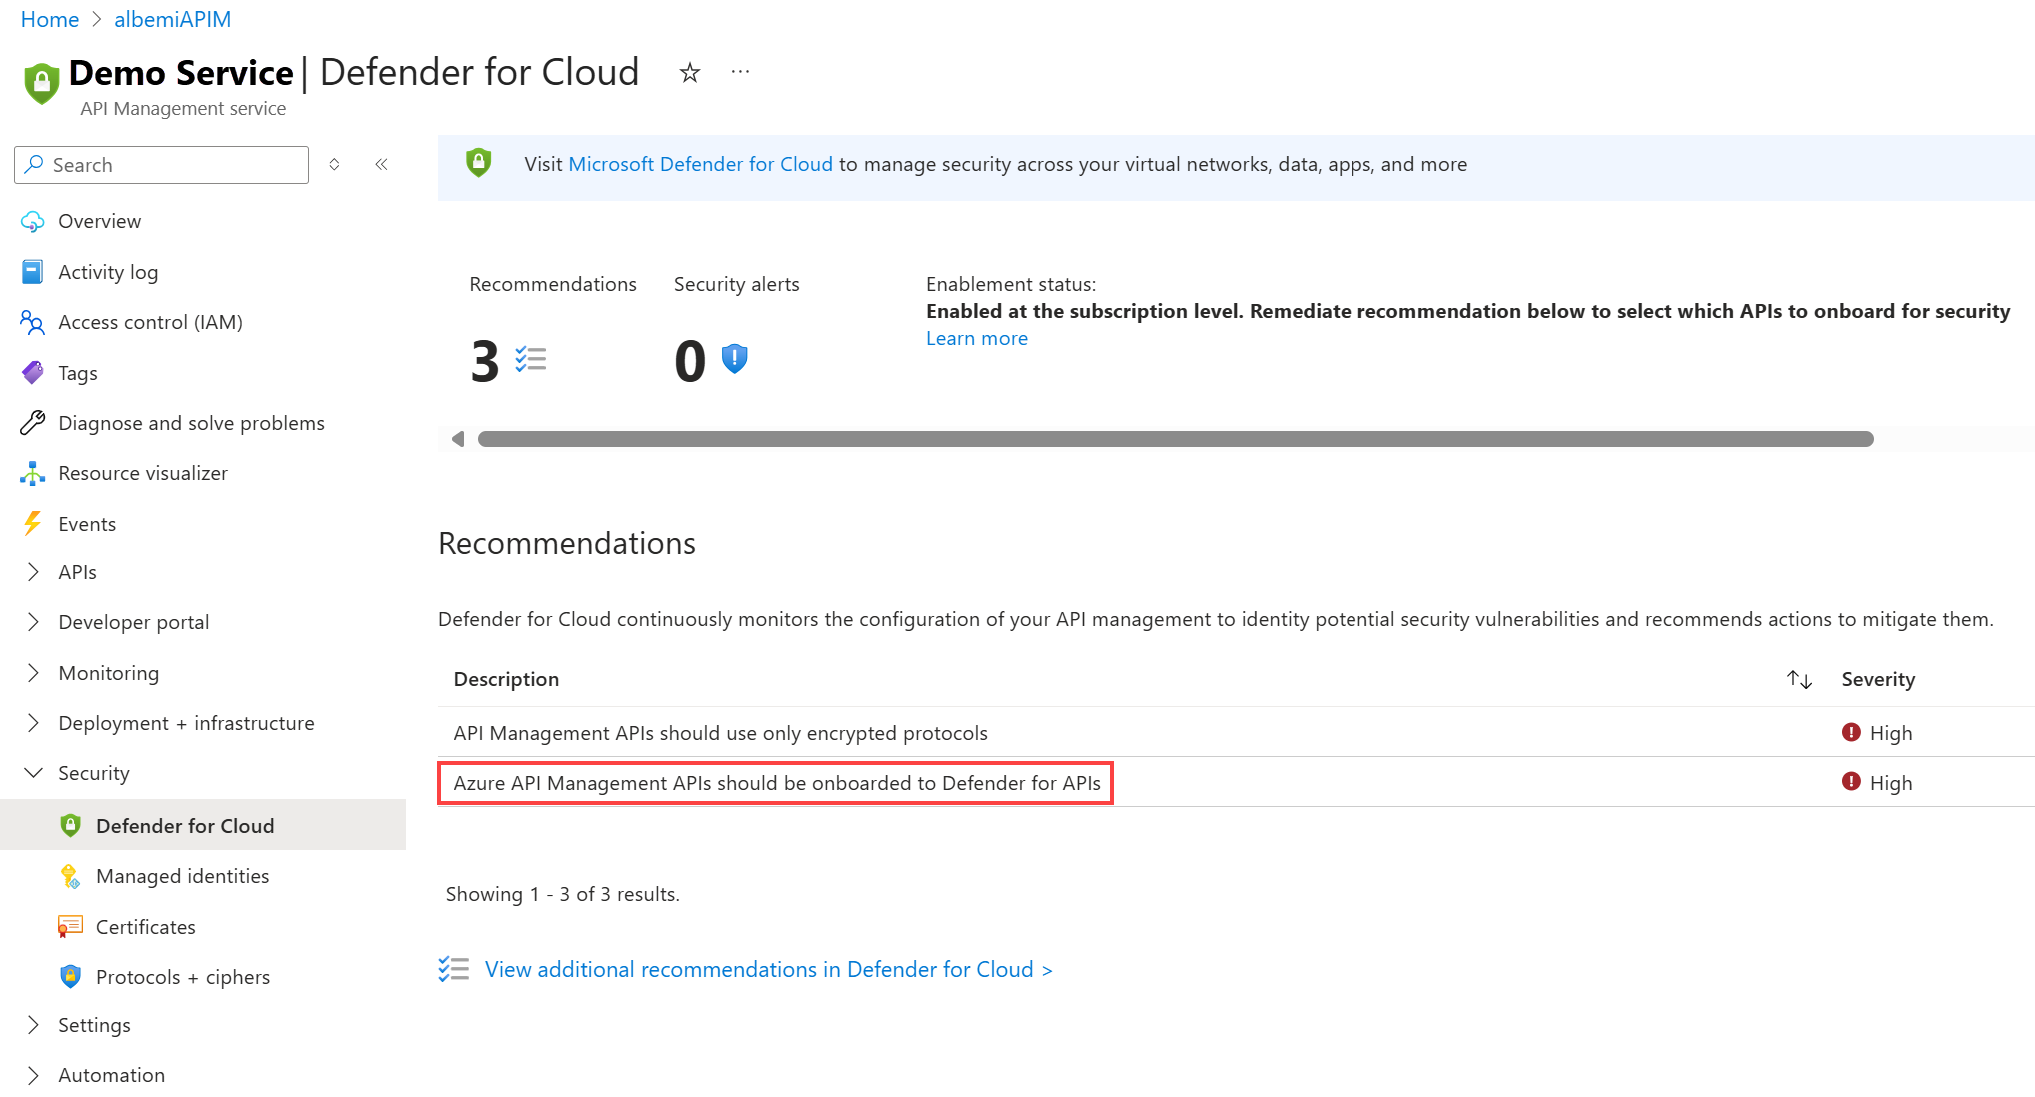 Home > albemiAPIM
Demo Service | Defender for Cloud ...
API Management service
Search
Overview
Activity log
Access control (IAM)
Tags
Diagnose and solve problems
Resource visualizer
Events
APIs
Developer portal
Monitoring
Deployment + infrastructure
Security
Defender for Cloud
Managed identities
Certificates
Protocols + ciphers
Settings
Automation
Visit Microsoft Defender for Cloud to manage security across your virtual networks, data, apps, and more
Recommendations
3
Security alerts
0
Enablement status:
Enabled at the subscription level. Remediate recommendation below to select which APIs to onboard for security
Learn more
Recommendations
Defender for Cloud continuously monitors the configuration of your API management to identity potential security vulnerabilities and recommends actions to mitigate them.
Description Severity
API Management APIs should use only encrypted protocols High
Azure API Management APIs should be onboarded to Defender for APIs High
Showing 1 - 3 of 3 results.
View additional recommendations in Defender for Cloud >